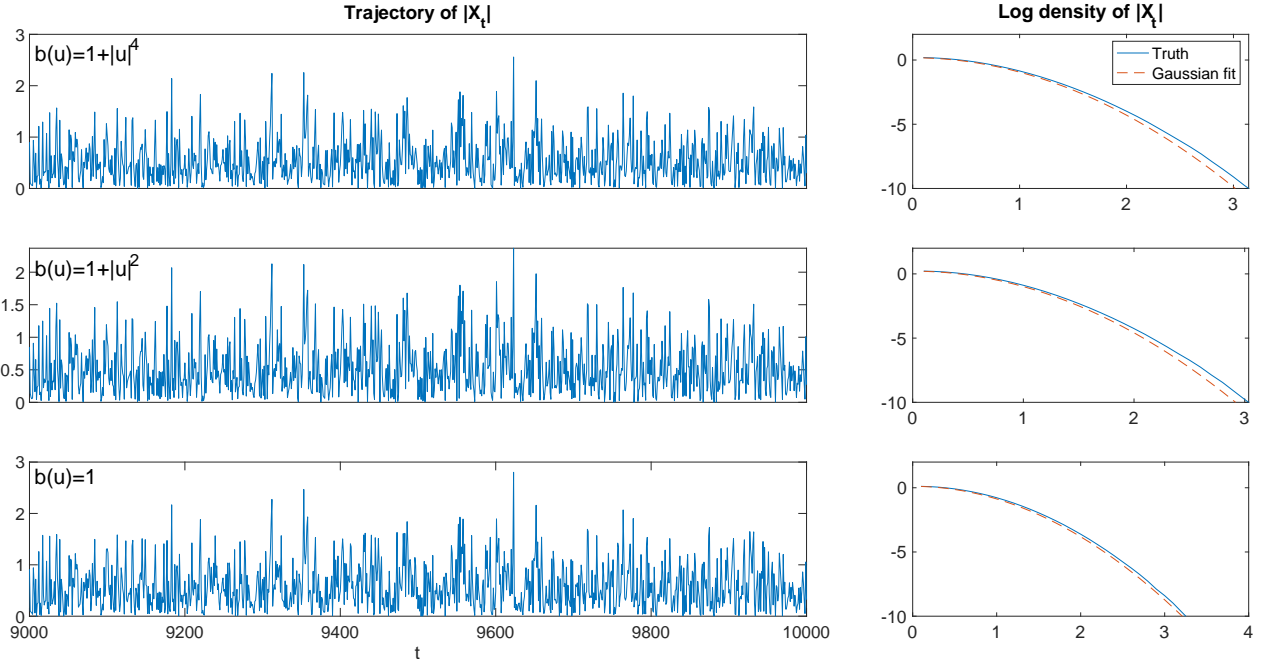 Trajectory of |X_t|
Log density of |X_t|
b(u)=1+|u|^4
3
2
1
0
Truth
Gaussian fit
0
-5
-10
0 1 2 3
b(u)=1+|u|^2
2
1.5
1
0.5
0
0
-5
-10
0 1 2 3
b(u)=1
3
2
1
0
9000 9200 9400 9600 9800 10000
t
0
-5
-10
0 1 2 3 4